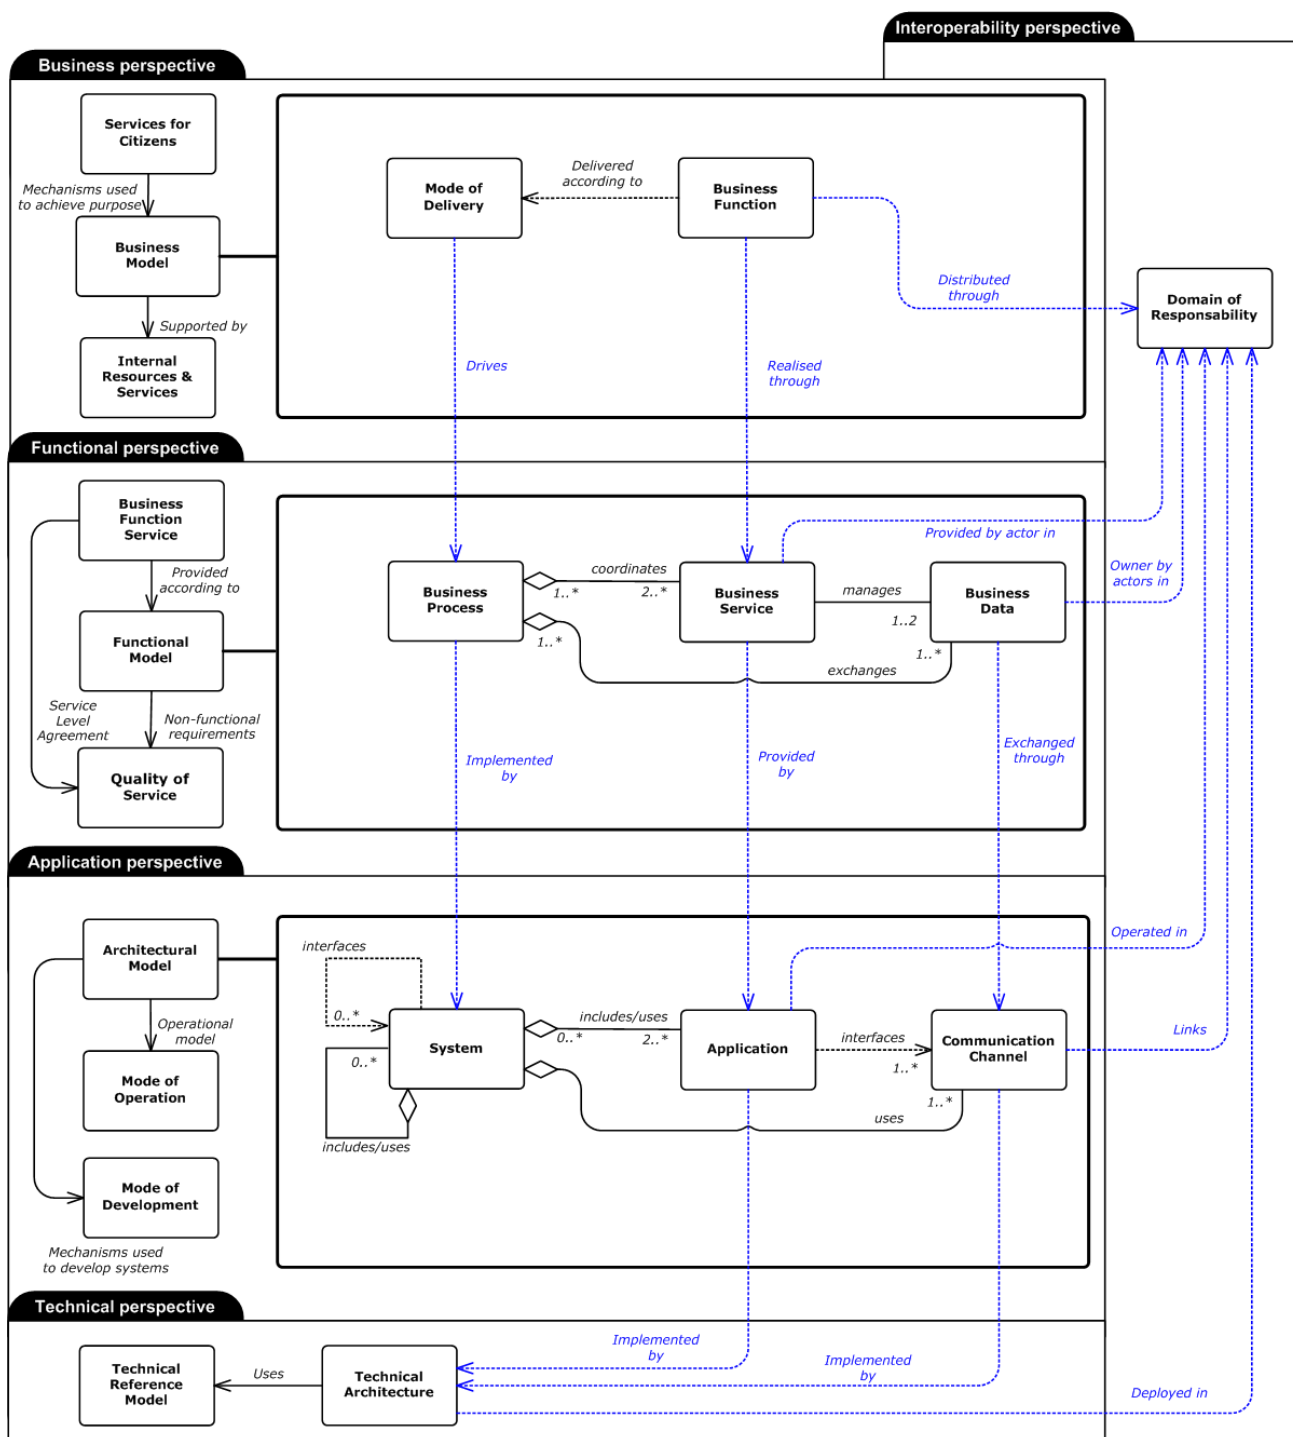 Interoperability perspective
Business perspective
Services for
Citizens
Mechanisms used
to achieve purpose
Business
Model
Supported by
Internal
Resources &
Services
Mode of
Delivery
Delivered
according to
Business
Function
Distributed
through
Domain of
Responsability
Drives
Realised
through
Functional perspective
Business
Function
Service
Provided
according to
Functional
Model
Service
Level
Agreement
Non-functional
requirements
Quality of
Service
Provided by actor in
Owner by
actors in
Business
Process
coordinates
1..*
2..*
Business
Service
manages
1..2
Business
Data
1..*
1..*
exchanges
Implemented
by
Provided
by
Exchanged
through
Application perspective
Architectural
Model
Operational
model
Mode of
Operation
Mode of
Development
Mechanisms used
to develop systems
interfaces
0..*
System
0..*
includes/uses
includes/uses
0..*
2..*
Application
interfaces
1..*
Communication
Channel
1..*
uses
Operated in
Links
Technical perspective
Technical
Reference
Model
Uses
Technical
Architecture
Implemented
by
Implemented
by
Deployed in